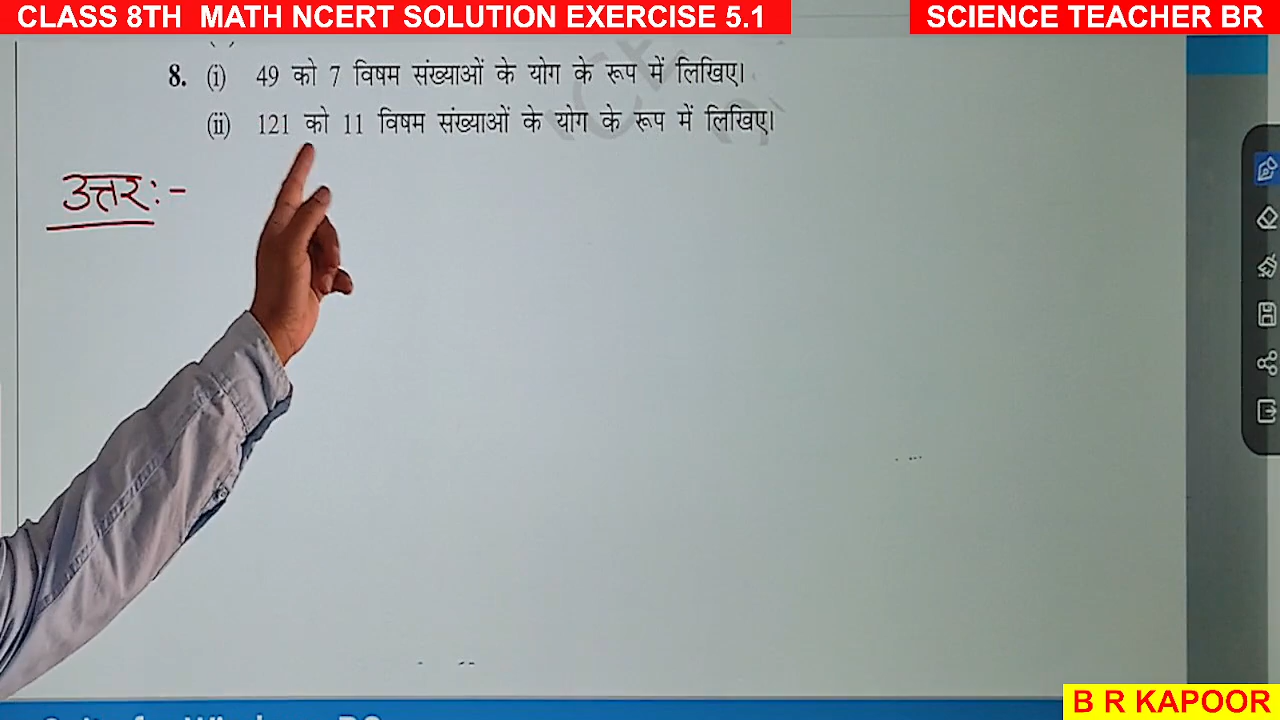 CLASS 8TH MATH NCERT SOLUTION EXERCISE 5.1
SCIENCE TEACHER BR
8. (i) 49 को 7 विषम संख्याओं के योग के रूप में लिखिए।
(ii) 121 को 11 विषम संख्याओं के योग के रूप में लिखिए।
उत्तर:-
B R KAPOOR